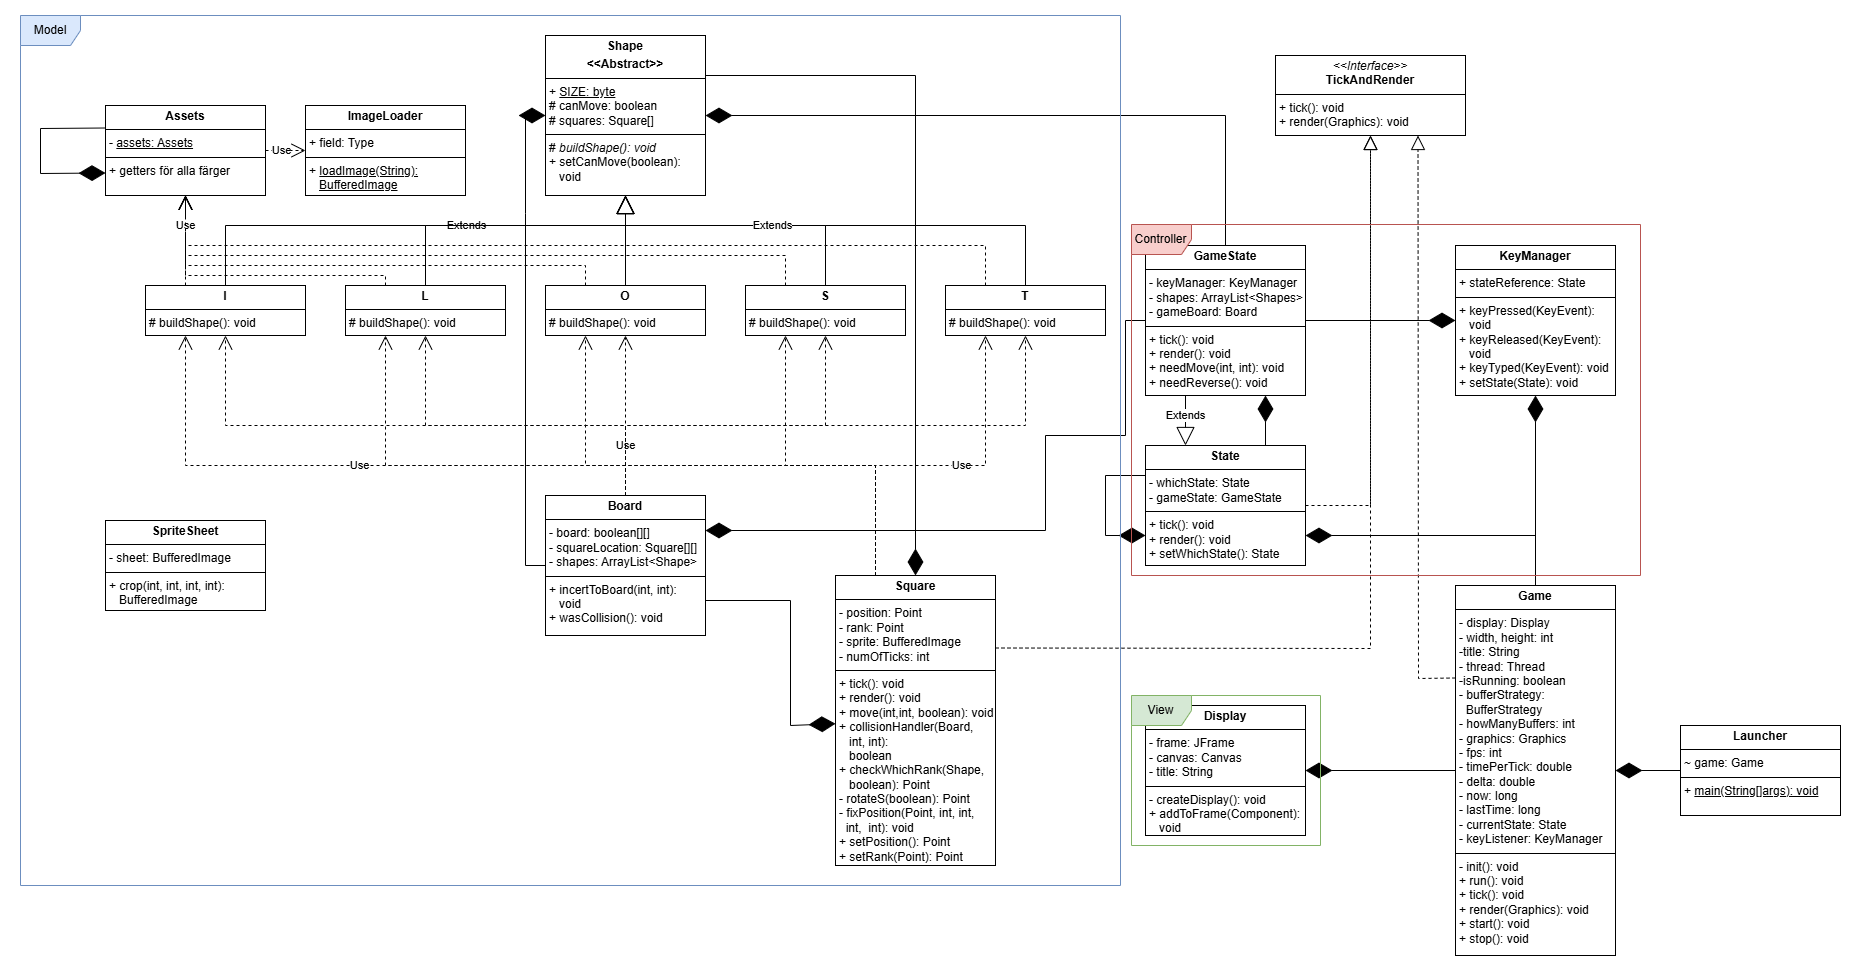 Model
Shape
<<Abstract>>
+ SIZE: byte
# canMove: boolean
# squares: Square[]
# buildShape(): void
+ setCanMove(boolean):
void
<<Interface>>
TickAndRender
+ tick(): void
+ render(Graphics): void
Assets
- assets: Assets
+ getters för alla färger
Use
ImageLoader
+ field: Type
+ loadImage(String):
BufferedImage
Use
Extends
Extends
I
# buildShape(): void
L
# buildShape(): void
O
# buildShape(): void
S
# buildShape(): void
T
# buildShape(): void
Controller
GameState
- keyManager: KeyManager
- shapes: ArrayList<Shapes>
- gameBoard: Board
+ tick(): void
+ render(): void
+ needMove(int, int): void
+ needReverse(): void
KeyManager
+ stateReference: State
+ keyPressed(KeyEvent):
void
+ keyReleased(KeyEvent):
void
+ keyTyped(KeyEvent): void
+ setState(State): void
Extends
State
- whichState: State
- gameState: GameState
+ tick(): void
+ render(): void
+ setWhichState(): State
Use
Use
Use
SpriteSheet
- sheet: BufferedImage
+ crop(int, int, int, int):
BufferedImage
Board
- board: boolean[][]
- squareLocation: Square[][]
- shapes: ArrayList<Shape>
+ incertToBoard(int, int):
void
+ wasCollision(): void
Square
- position: Point
- rank: Point
- sprite: BufferedImage
- numOfTicks: int
+ tick(): void
+ render(): void
+ move(int,int, boolean): void
+ collisionHandler(Board,
int, int):
boolean
+ checkWhichRank(Shape,
boolean): Point
- rotateS(boolean): Point
- fixPosition(Point, int, int,
int, int): void
+ setPosition(): Point
+ setRank(Point): Point
View
Display
- frame: JFrame
- canvas: Canvas
- title: String
- createDisplay(): void
+ addToFrame(Component):
void
Game
- display: Display
- width, height: int
-title: String
- thread: Thread
-isRunning: boolean
- bufferStrategy:
BufferStrategy
- howManyBuffers: int
- graphics: Graphics
- fps: int
- timePerTick: double
- delta: double
- now: long
- lastTime: long
- currentState: State
- keyListener: KeyManager
- init(): void
+ run(): void
+ tick(): void
+ render(Graphics): void
+ start(): void
+ stop(): void
Launcher
~ game: Game
+ main(String[]args): void